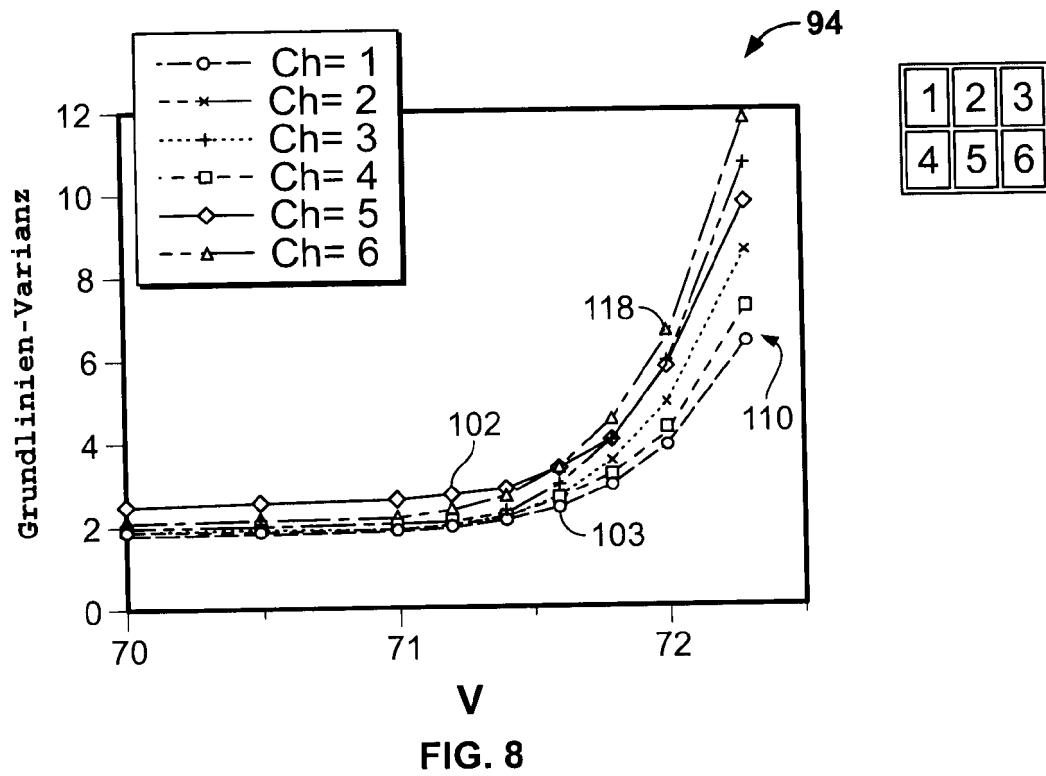 94
Ch= 1
Ch= 2
Ch= 3
Ch= 4
Ch= 5
Ch= 6
1 2 3
4 5 6
Grundlinien-Varianz
12
10
8
6
4
2
0
118
102
110
103
70 71 72
V
FIG. 8